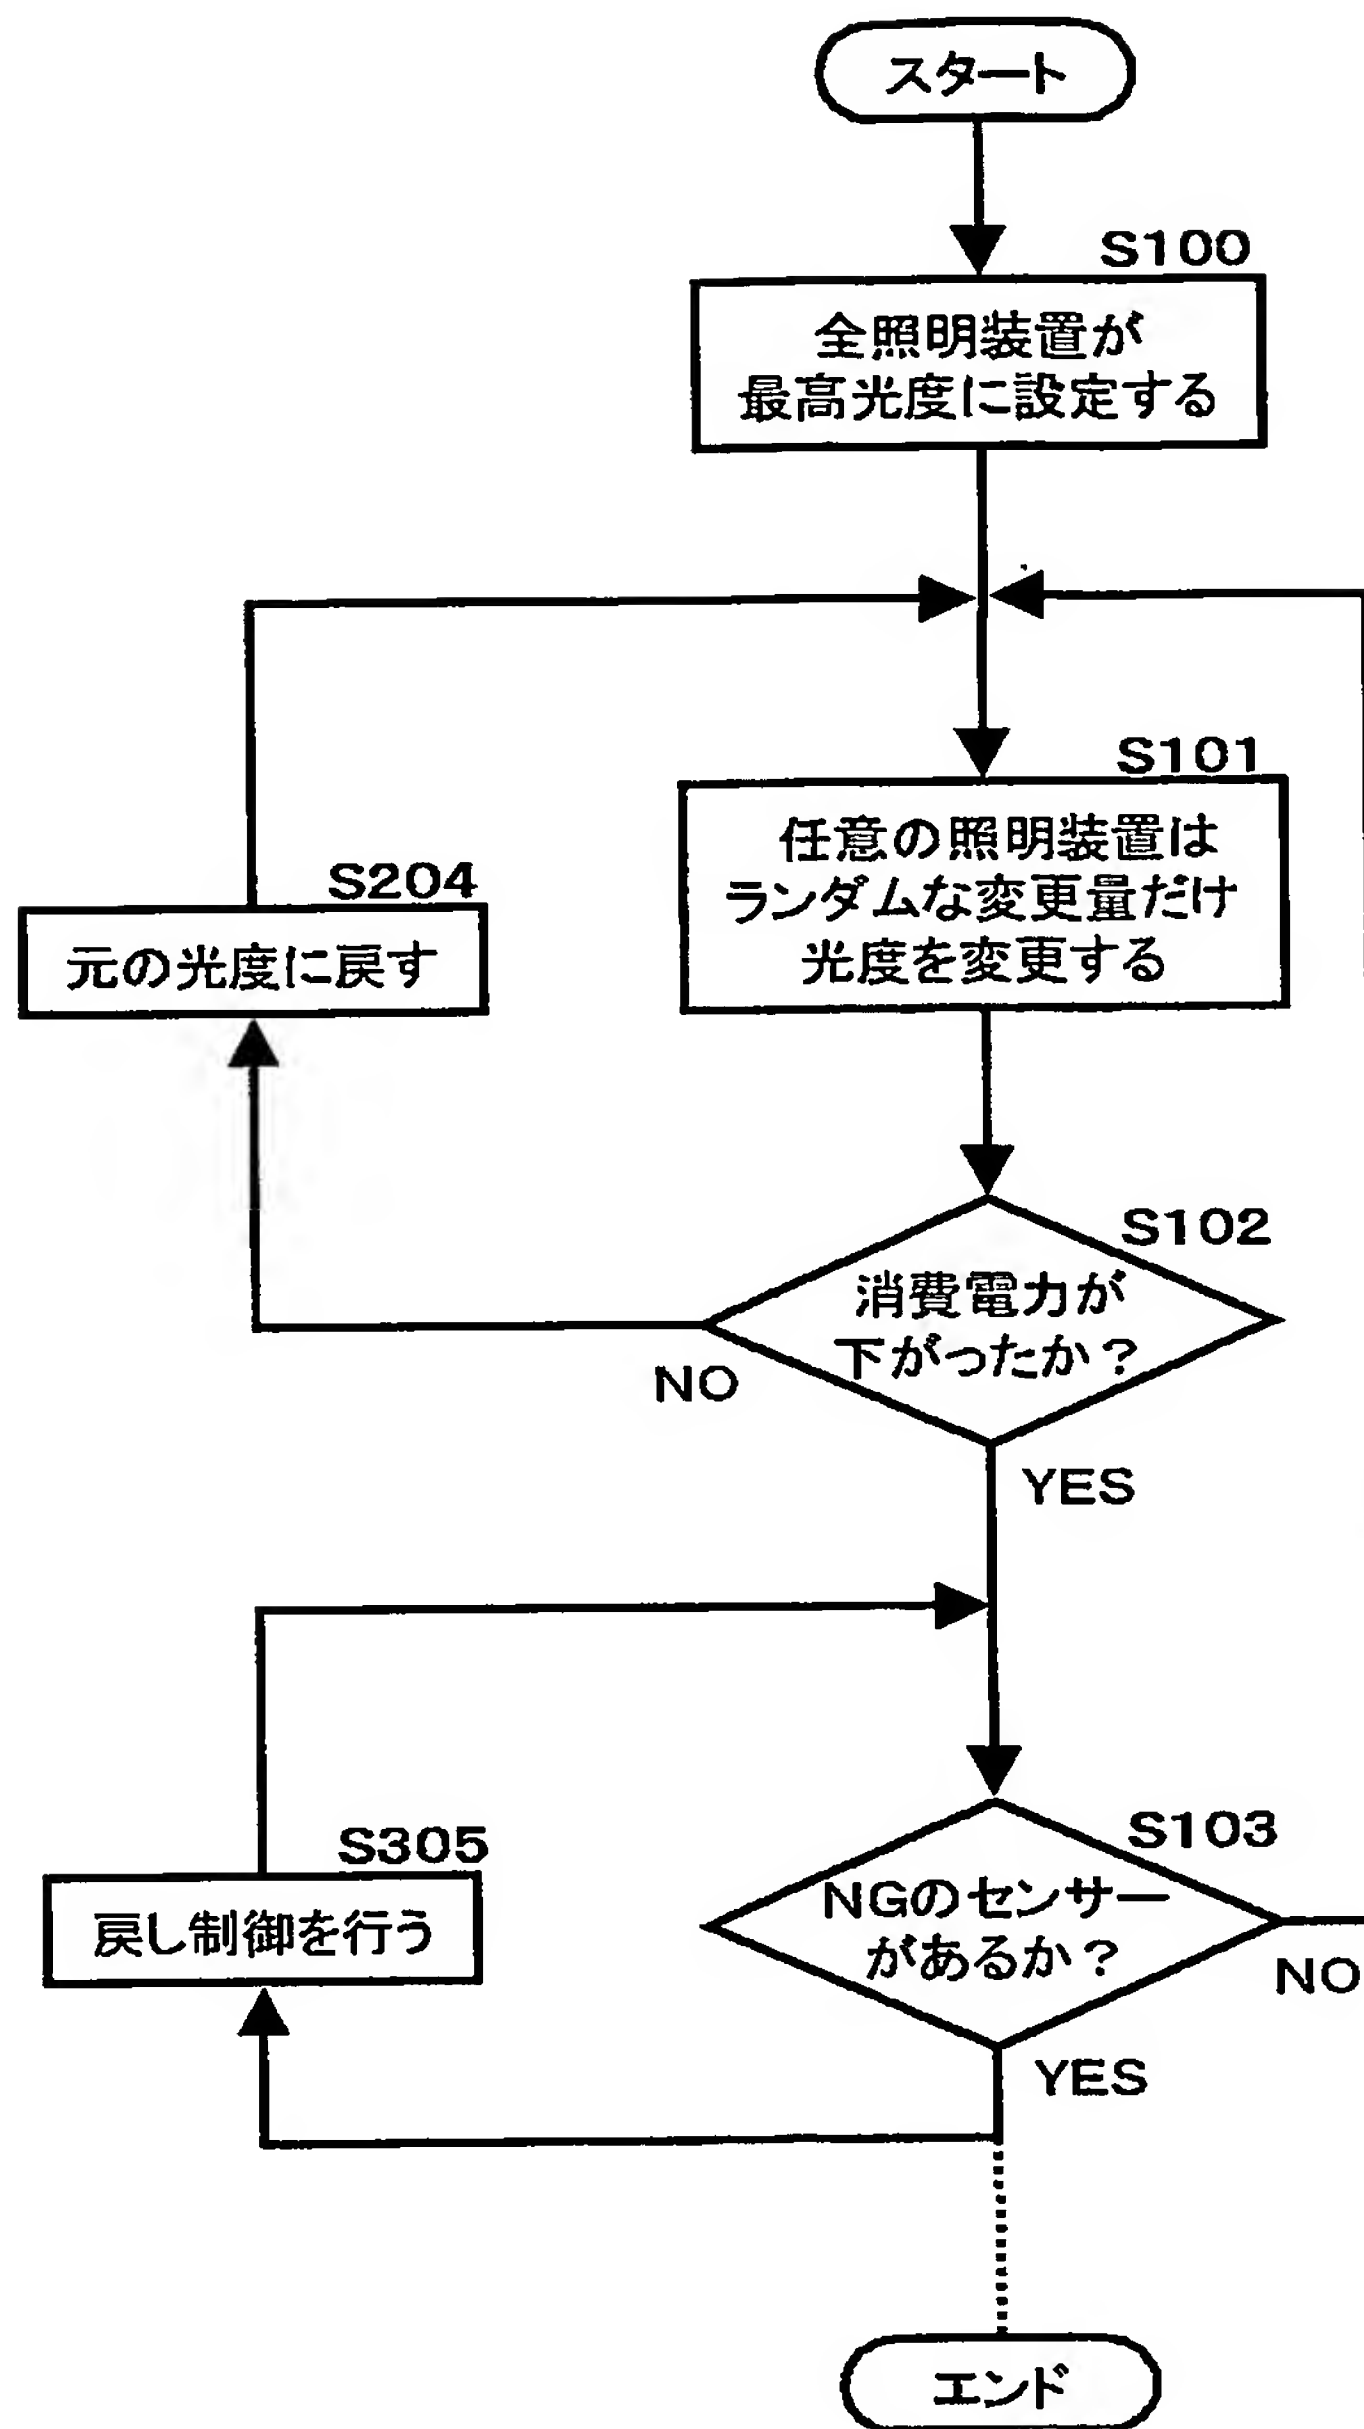 スタート
S100
全照明装置が
最高光度に設定する
S101
任意の照明装置は
ランダムな変更量だけ
光度を変更する
S204
元の光度に戻す
S102
消費電力が
下がったか？
NO
YES
S305
戻し制御を行う
S103
NGのセンサー
があるか？
NO
YES
エンド